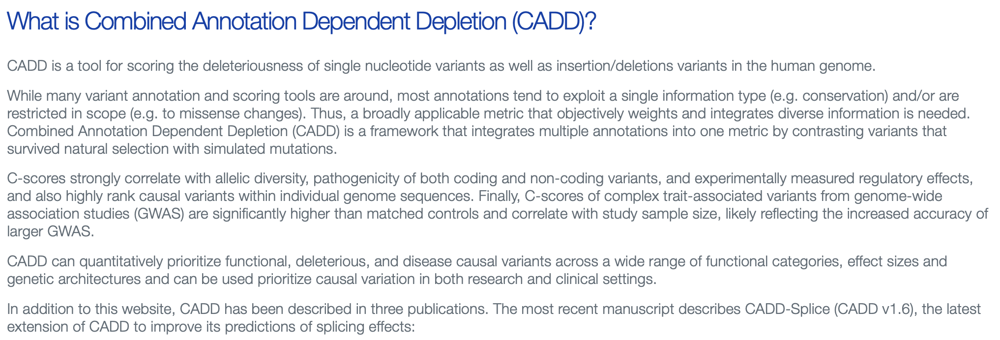 What is Combined Annotation Dependent Depletion (CADD)?
CADD is a tool for scoring the deleteriousness of single nucleotide variants as well as insertion/deletions variants in the human genome.
While many variant annotation and scoring tools are around, most annotations tend to exploit a single information type (e.g. conservation) and/or are
restricted in scope (e.g. to missense changes). Thus, a broadly applicable metric that objectively weights and integrates diverse information is needed.
Combined Annotation Dependent Depletion (CADD) is a framework that integrates multiple annotations into one metric by contrasting variants that
survived natural selection with simulated mutations.
C-scores strongly correlate with allelic diversity, pathogenicity of both coding and non-coding variants, and experimentally measured regulatory effects,
and also highly rank causal variants within individual genome sequences. Finally, C-scores of complex trait-associated variants from genome-wide
association studies (GWAS) are significantly higher than matched controls and correlate with study sample size, likely reflecting the increased accuracy of
larger GWAS.
CADD can quantitatively prioritize functional, deleterious, and disease causal variants across a wide range of functional categories, effect sizes and
genetic architectures and can be used prioritize causal variation in both research and clinical settings.
In addition to this website, CADD has been described in three publications. The most recent manuscript describes CADD-Splice (CADD v1.6), the latest
extension of CADD to improve its predictions of splicing effects: